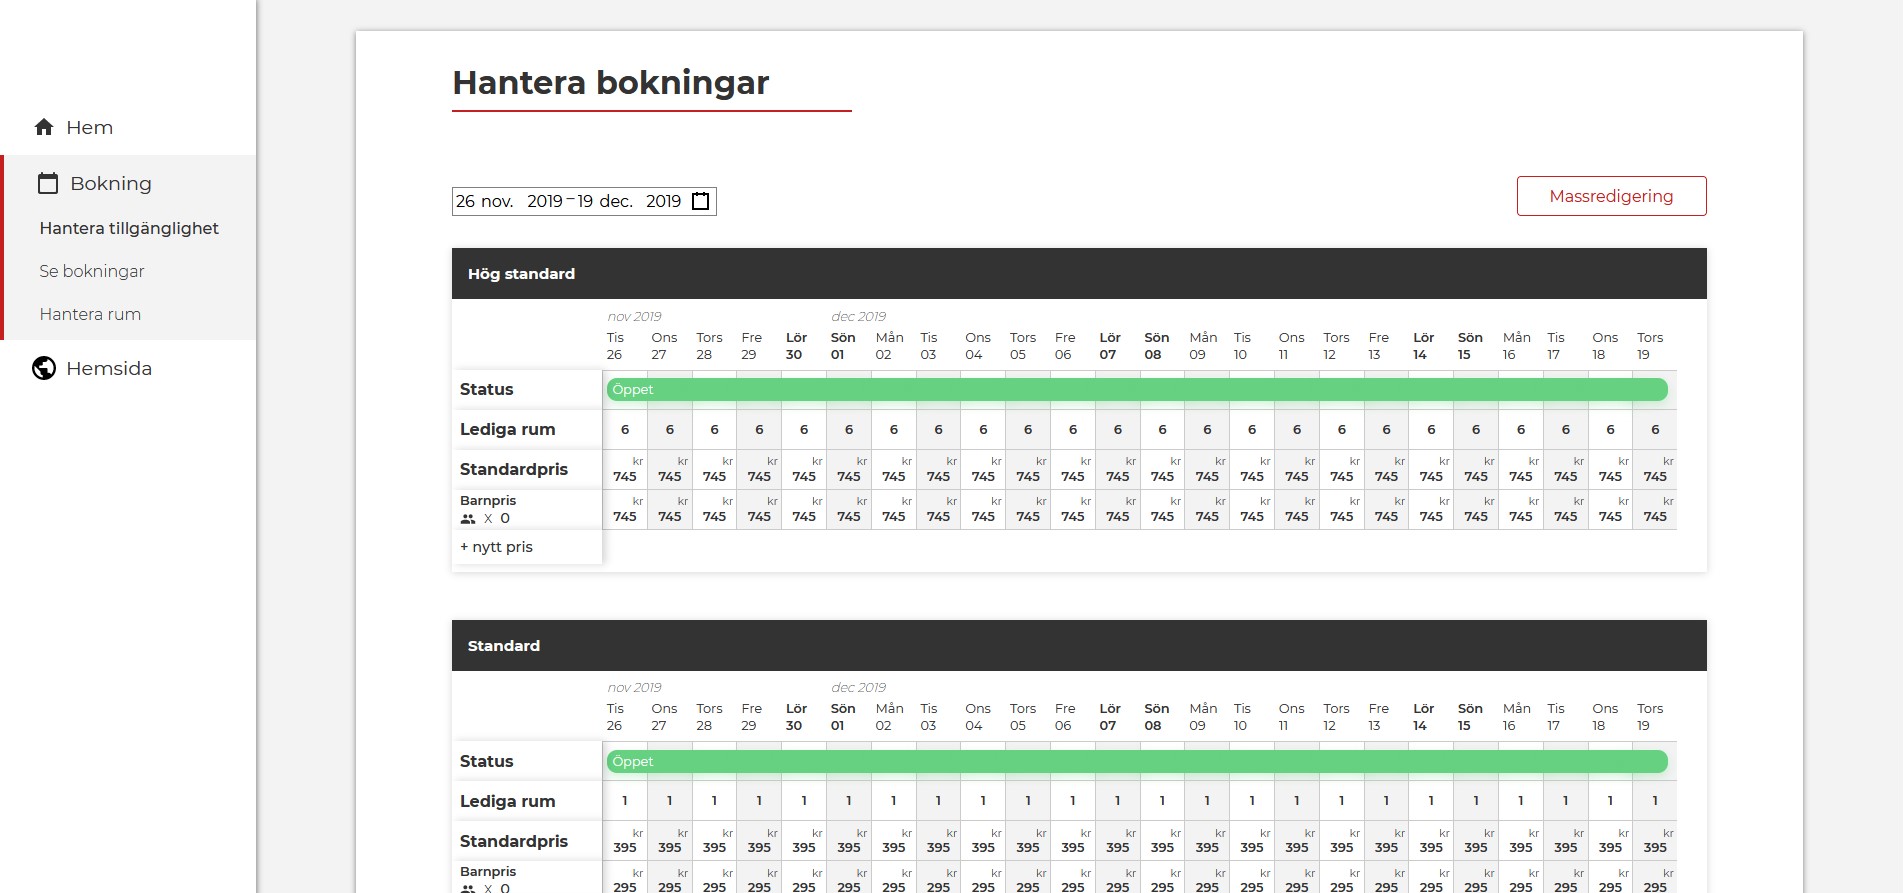 Hem
Bokning
Hantera tillgänglighet
Se bokningar
Hantera rum
Hemsida
Hantera bokningar
26 nov. 2019 – 19 dec. 2019
Massredigering
Hög standard
nov 2019 dec 2019
Tis Ons Tors Fre Lör Sön Mån Tis Ons Tors Fre Lör Sön Mån Tis Ons Tors Fre Lör Sön Mån Tis Ons Tors
26 27 28 29 30 01 02 03 04 05 06 07 08 09 10 11 12 13 14 15 16 17 18 19
Status Öppet
Lediga rum 6 6 6 6 6 6 6 6 6 6 6 6 6 6 6 6 6 6 6 6 6 6 6 6
kr kr kr kr kr kr kr kr kr kr kr kr kr kr kr kr kr kr kr kr kr kr kr kr
Standardpris 745 745 745 745 745 745 745 745 745 745 745 745 745 745 745 745 745 745 745 745 745 745 745 745
Barnpris kr kr kr kr kr kr kr kr kr kr kr kr kr kr kr kr kr kr kr kr kr kr kr kr
X 0 745 745 745 745 745 745 745 745 745 745 745 745 745 745 745 745 745 745 745 745 745 745 745 745
+ nytt pris
Standard
nov 2019 dec 2019
Tis Ons Tors Fre Lör Sön Mån Tis Ons Tors Fre Lör Sön Mån Tis Ons Tors Fre Lör Sön Mån Tis Ons Tors
26 27 28 29 30 01 02 03 04 05 06 07 08 09 10 11 12 13 14 15 16 17 18 19
Status Öppet
Lediga rum 1 1 1 1 1 1 1 1 1 1 1 1 1 1 1 1 1 1 1 1 1 1 1 1
kr kr kr kr kr kr kr kr kr kr kr kr kr kr kr kr kr kr kr kr kr kr kr kr
Standardpris 395 395 395 395 395 395 395 395 395 395 395 395 395 395 395 395 395 395 395 395 395 395 395 395
Barnpris kr kr kr kr kr kr kr kr kr kr kr kr kr kr kr kr kr kr kr kr kr kr kr kr
X 0 295 295 295 295 295 295 295 295 295 295 295 295 295 295 295 295 295 295 295 295 295 295 295 295